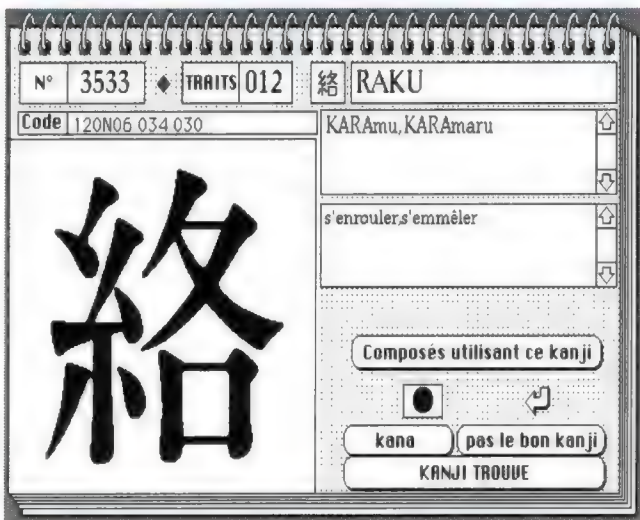 N° 3533 ◆ TRAITS 012 絡 RAKU
Code 120N06 034 030
KARAmu,KARAmaru
絡
s'enrouler,s'emmêler
Composés utilisant ce kanji
kana pas le bon kanji
KANJI TROUVE